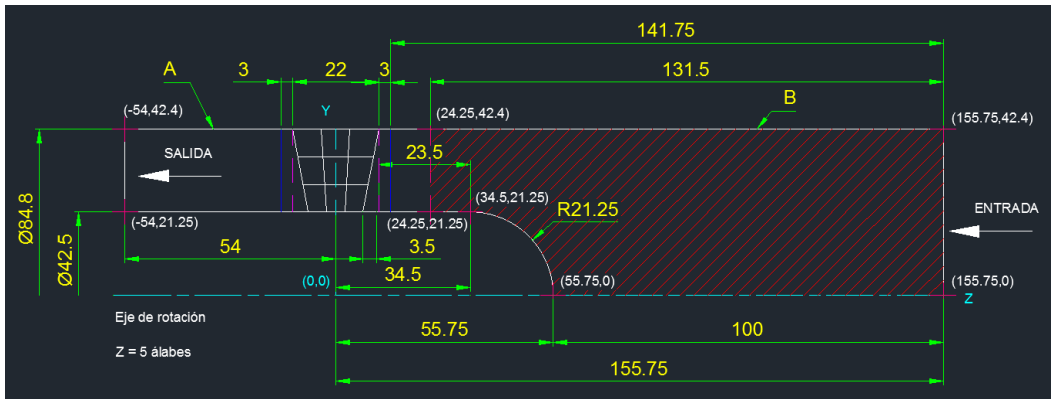 141.75
3
22
3
131.5
A
Y
B
(-54,42.4)
(24.25,42.4)
(155.75,42.4)
SALIDA
23.5
(34.5,21.25)
R21.25
ENTRADA
Ø84.8
Ø42.5
(-54,21.25)
(24.25,21.25)
54
3.5
(0,0)
34.5
(55.75,0)
(155.75,0)
Z
Eje de rotación
55.75
100
Z = 5 álabes
155.75